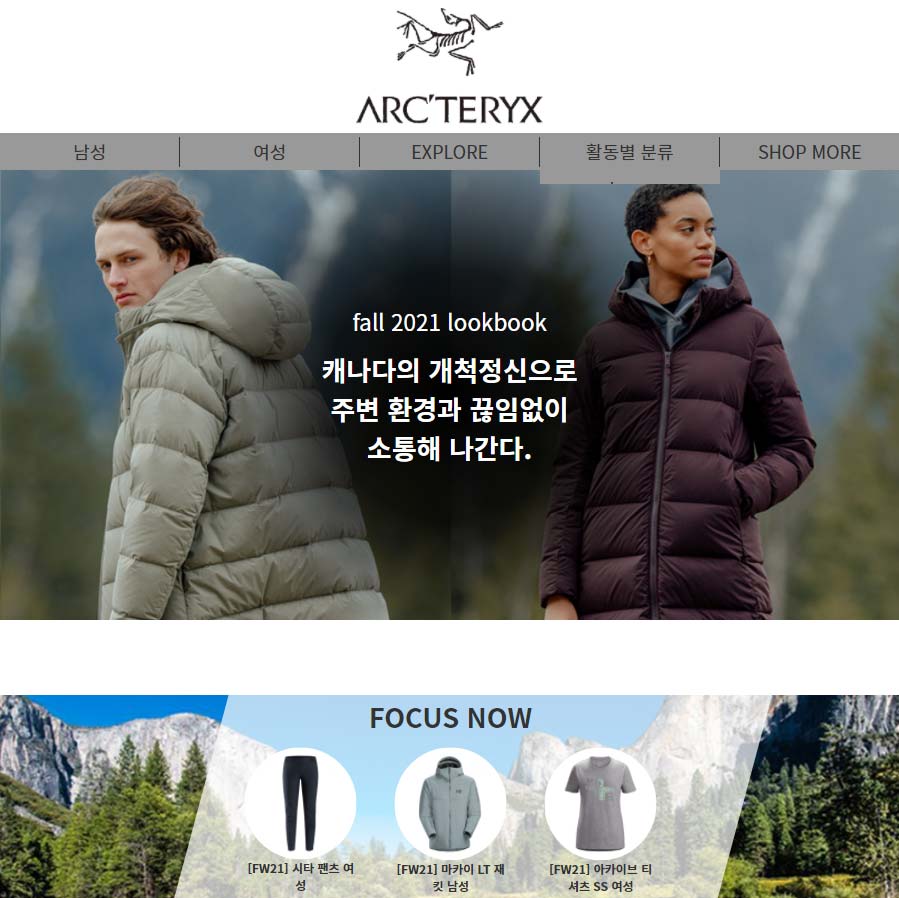 ARC'TERYX
남성
여성
EXPLORE
활동별 분류
SHOP MORE
fall 2021 lookbook
캐나다의 개척정신으로
주변 환경과 끊임없이
소통해 나간다.
FOCUS NOW
[FW21] 시타 팬츠 여
성
[FW21] 마카이 LT 재
킷 남성
[FW21] 아카이브 티
셔츠 SS 여성